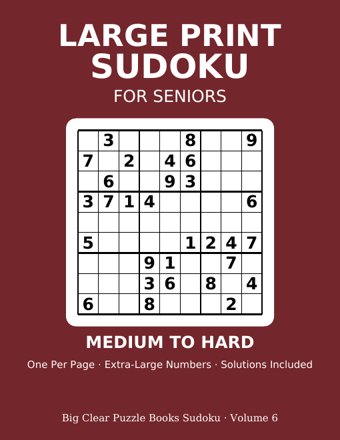 LARGE PRINT
SUDOKU
FOR SENIORS
3 8 9
7 2 4 6
6 9 3
3 7 1 4 6
5 1 2 4 7
9 1 7
3 6 8 4
6 8 2
MEDIUM TO HARD
One Per Page · Extra-Large Numbers · Solutions Included
Big Clear Puzzle Books Sudoku · Volume 6